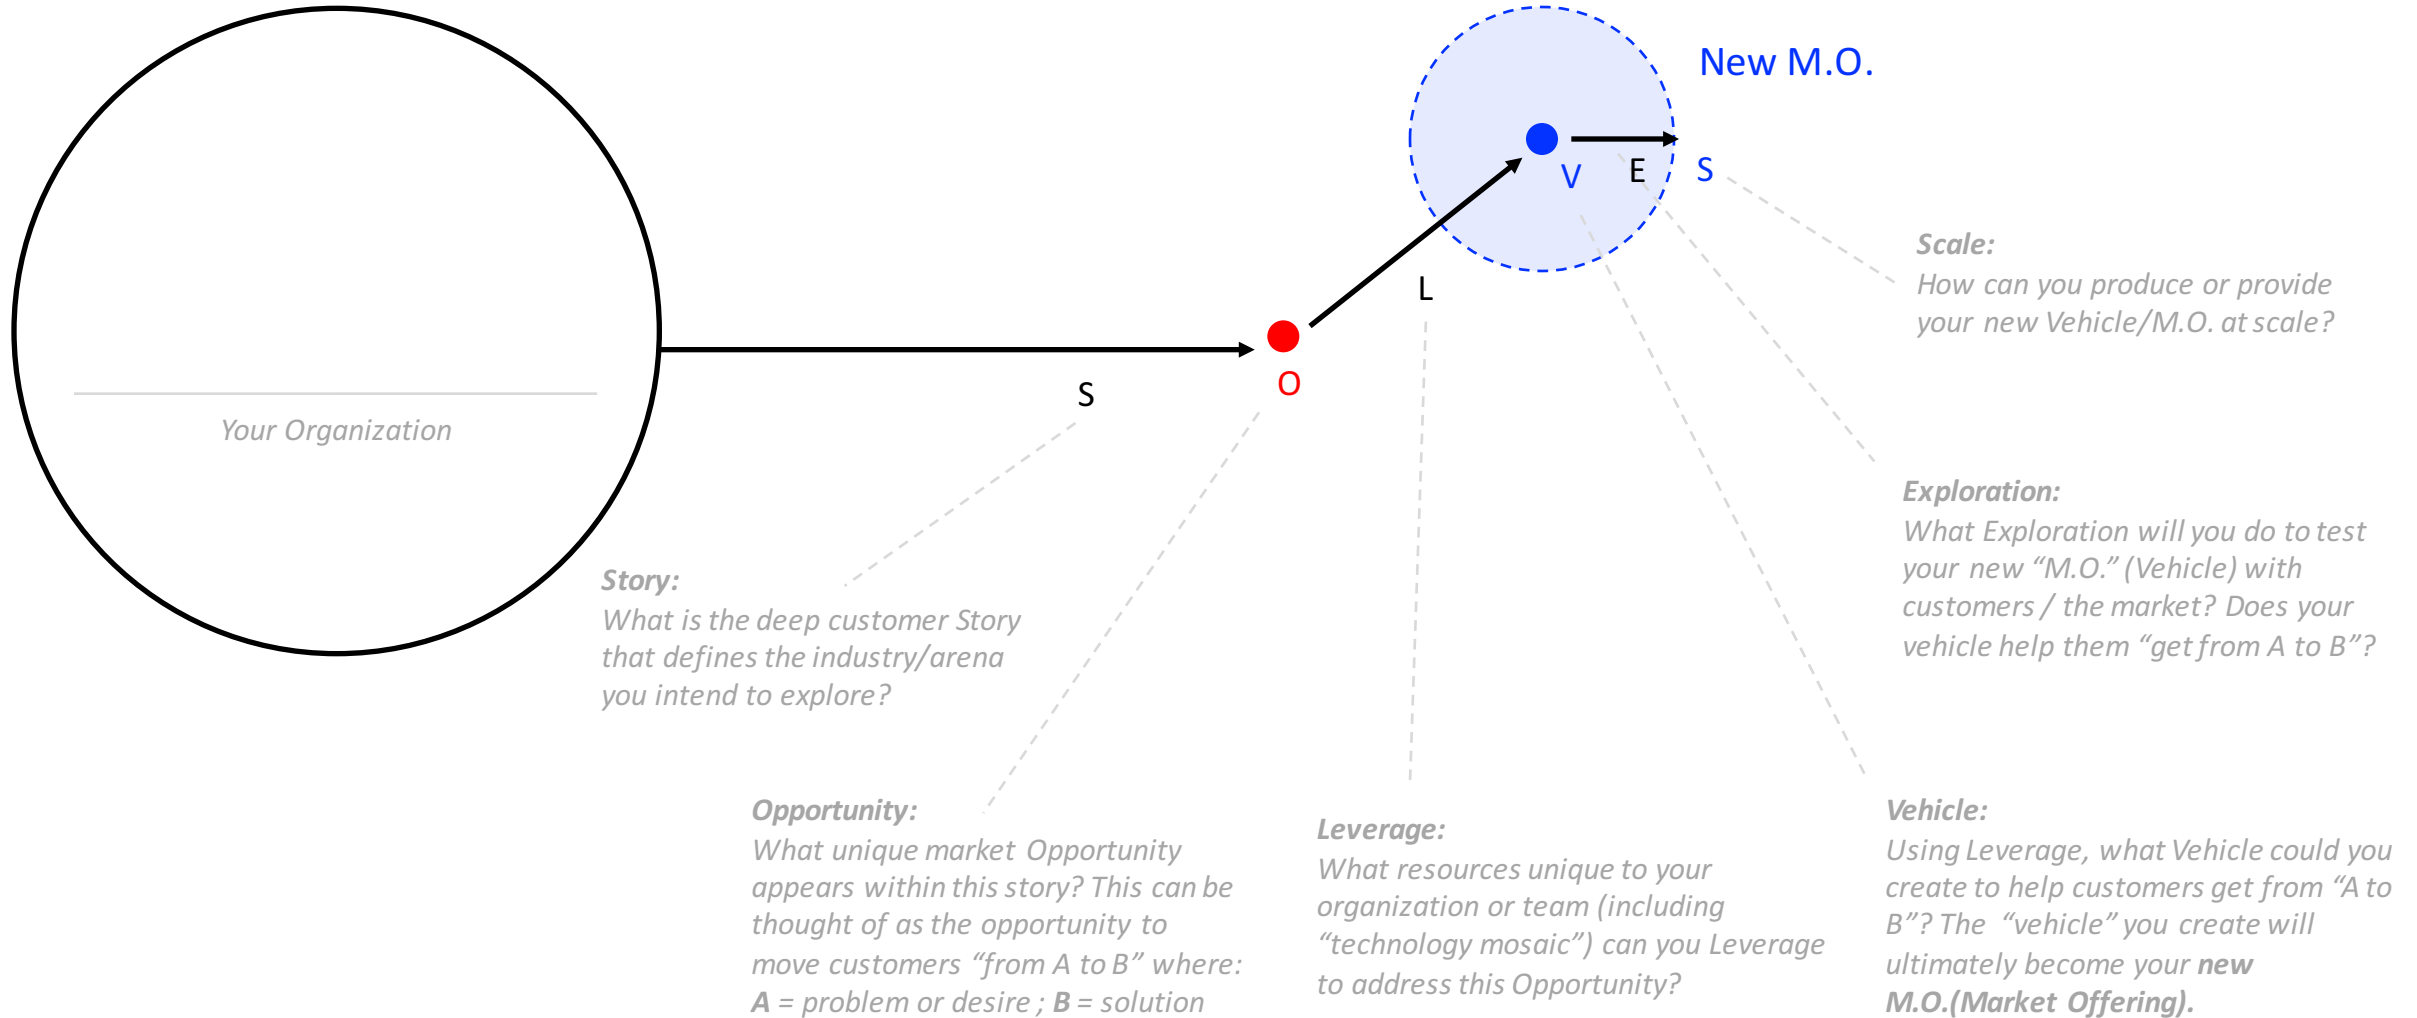 New M.O.
V
E
S
L
S
O
Your Organization
Scale:
How can you produce or provide
your new Vehicle/M.O. at scale?
Exploration:
What Exploration will you do to test
your new “M.O.” (Vehicle) with
customers / the market? Does your
vehicle help them “get from A to B”?
Story:
What is the deep customer Story
that defines the industry/arena
you intend to explore?
Opportunity:
What unique market Opportunity
appears within this story? This can be
thought of as the opportunity to
move customers “from A to B” where:
A = problem or desire ; B = solution
Leverage:
What resources unique to your
organization or team (including
“technology mosaic”) can you Leverage
to address this Opportunity?
Vehicle:
Using Leverage, what Vehicle could you
create to help customers get from “A to
B”? The “vehicle” you create will
ultimately become your new
M.O.(Market Offering).